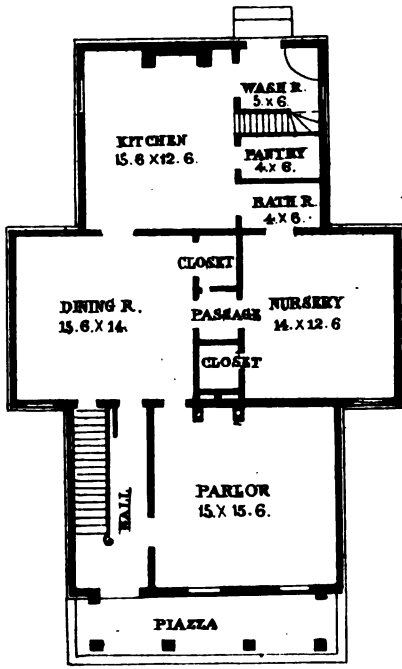 WASH R.
5 × 6.
KITCHEN
15.6 × 12.6.
PANTRY
4 × 6.
BATH R.
4 × 6.
CLOSET
DINING R.
15.6. × 14.
PASSAGE
NURSERY
14. × 12.6
CLOSET
HALL
PARLOR
15. × 15.6.
PIAZZA